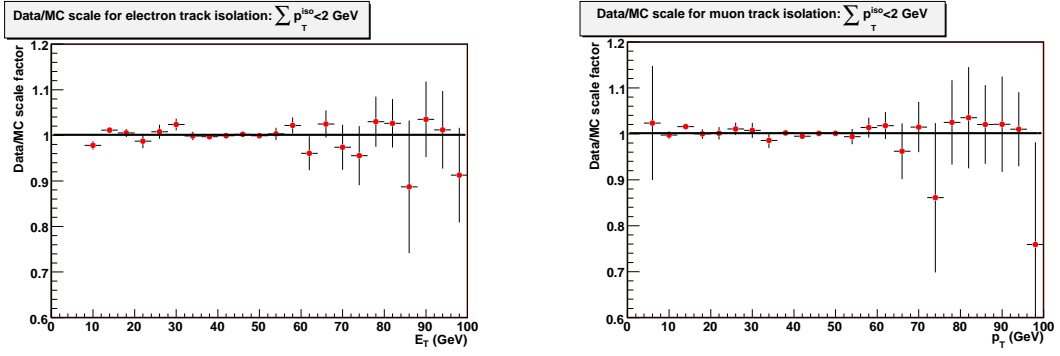 Data/MC scale for electron track isolation: ∑ p_T^iso<2 GeV
Data/MC scale factor
1.2
1.1
1
0.9
0.8
0.7
0.6
0 10 20 30 40 50 60 70 80 90 100
E_T (GeV)
Data/MC scale for muon track isolation: ∑ p_T^iso<2 GeV
Data/MC scale factor
1.2
1.1
1
0.9
0.8
0.7
0.6
0 10 20 30 40 50 60 70 80 90 100
p_T (GeV)